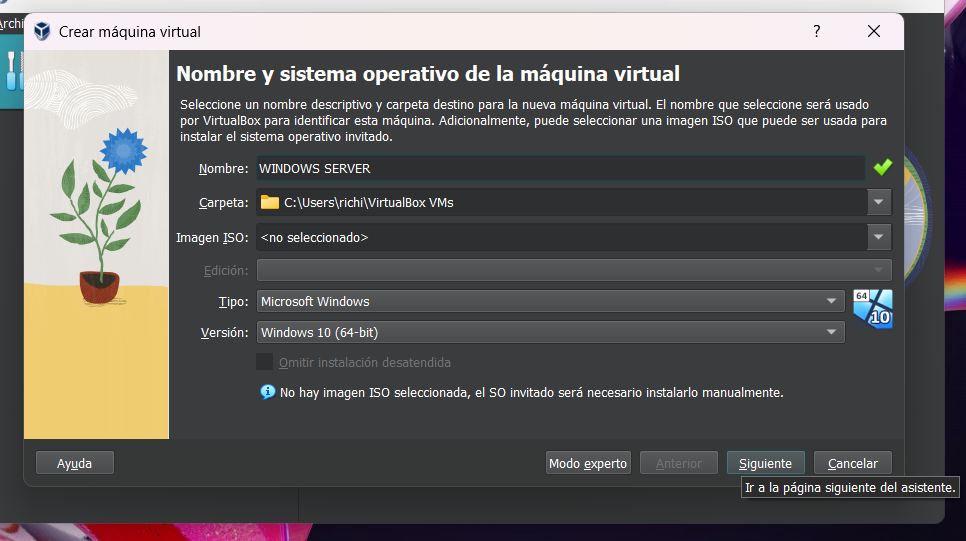 Archi
Crear máquina virtual
?
Nombre y sistema operativo de la máquina virtual
Seleccione un nombre descriptivo y carpeta destino para la nueva máquina virtual. El nombre que seleccione será usado
por VirtualBox para identificar esta máquina. Adicionalmente, puede seleccionar una imagen ISO que puede ser usada para
instalar el sistema operativo invitado.
Nombre: WINDOWS SERVER
Carpeta: C:\Users\richi\VirtualBox VMs
Imagen ISO: <no seleccionado>
Edición:
Tipo: Microsoft Windows
64
10
Versión: Windows 10 (64-bit)
Omitir instalación desatendida
No hay imagen ISO seleccionada, el SO invitado será necesario instalarlo manualmente.
Ayuda Modo experto Anterior Siguiente Cancelar
Ir a la página siguiente del asistente.